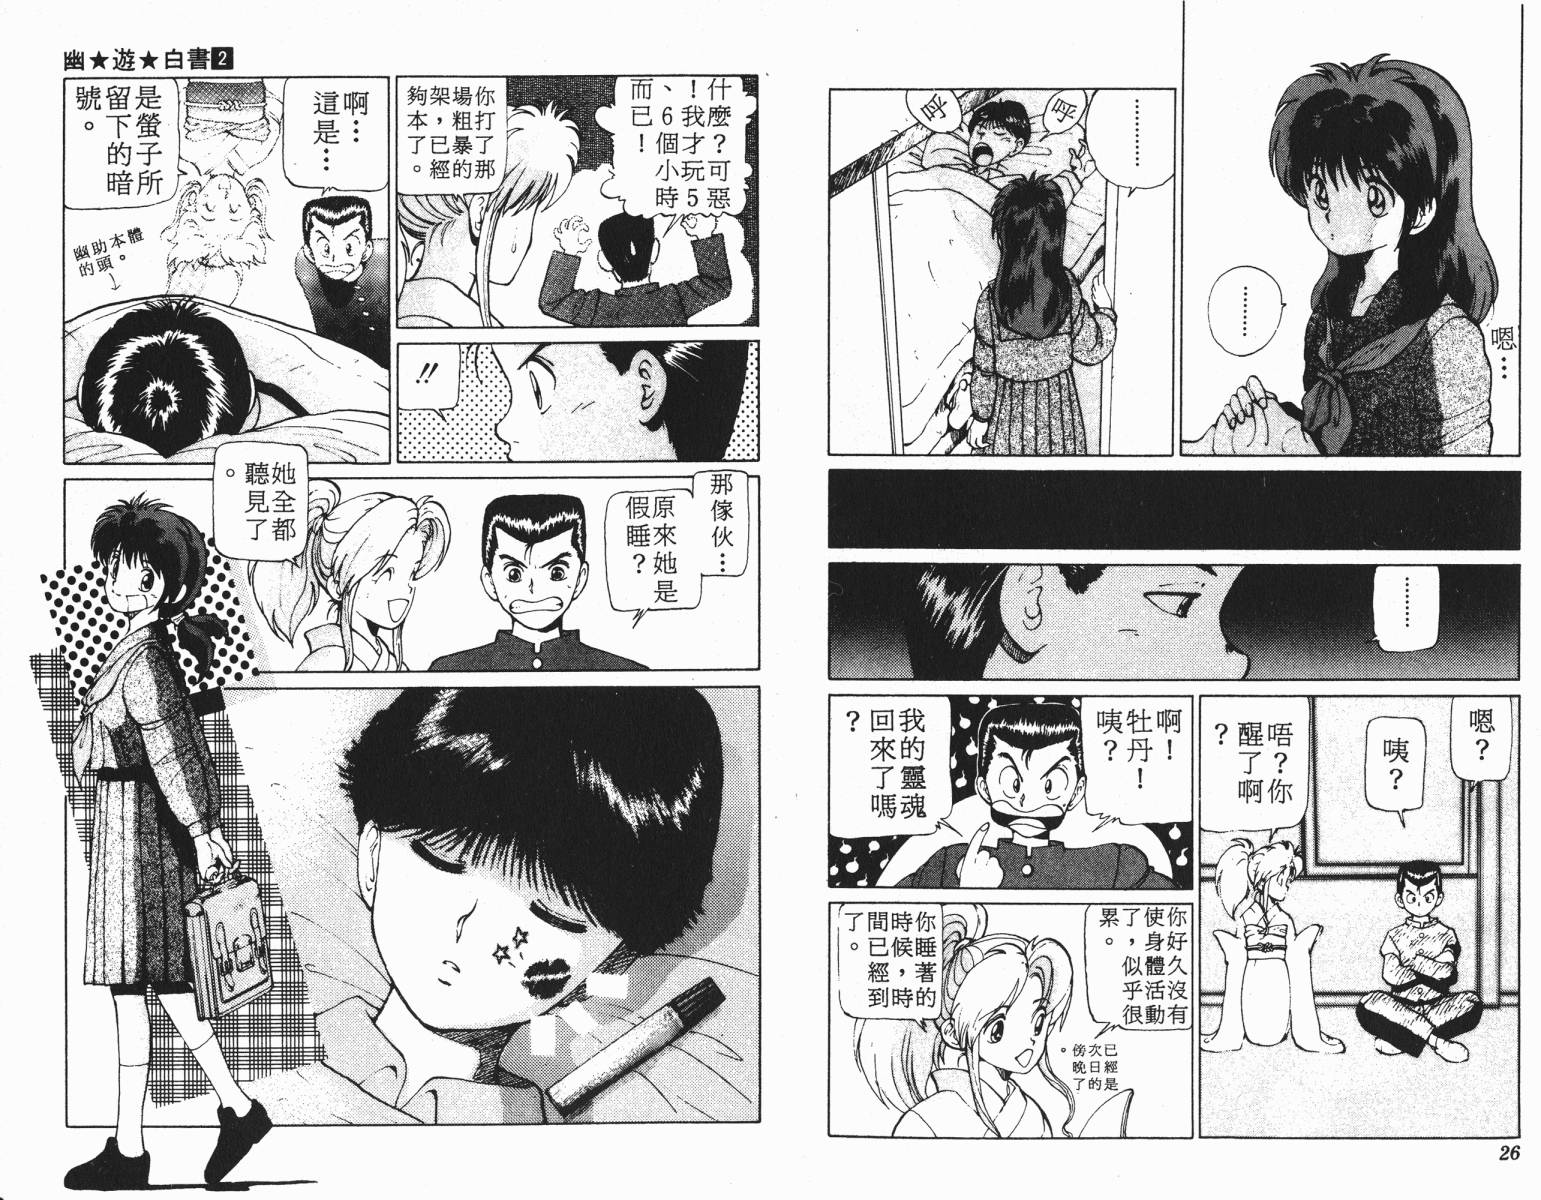 嗯…
………
………
呼
呼
………
嗯？
咦？
唔？你
醒了啊
？
啊！
牡丹！
咦？
我的靈魂
回來了嗎
？
你好久沒有
使身體活動
了，似乎很
累。
你睡著的
時候，時
間已經到
了。
已經是
次日的
傍晚了
。
26
幽★遊★白書2
什麼？可惡
！我才玩5
、6個小時
而已！
你打了那
場粗暴的
架，已經
夠本了。
啊…
這是…
是螢子所
留下的暗
號。
幽助本體
的頭。
!!
那傢伙…
原來她是
假睡？
她全都
聽見了
。